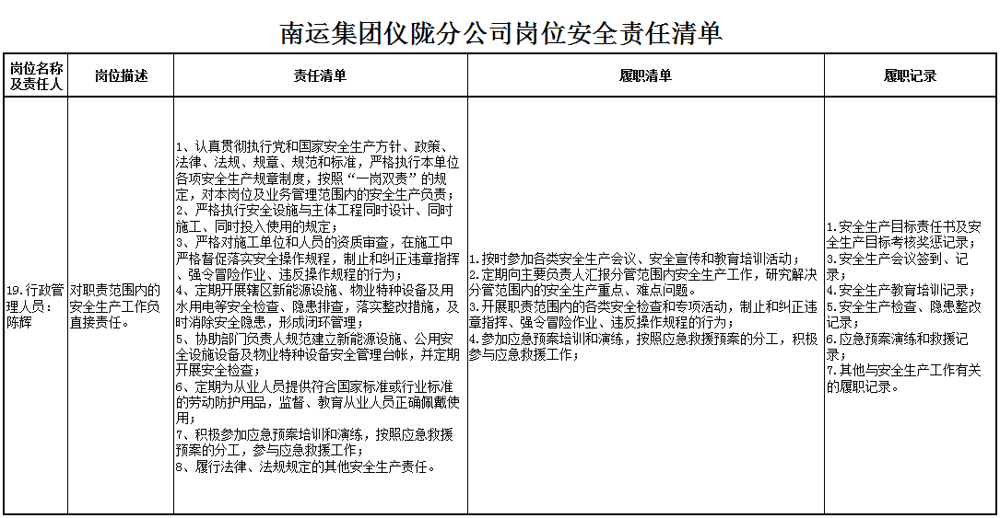 南运集团仪陇分公司岗位安全责任清单
岗位名称
及责任人
岗位描述
责任清单
履职清单
履职记录
19.行政管
理人员：
陈辉
对职责范围内的
安全生产工作负
直接责任。
1、认真贯彻执行党和国家安全生产方针、政策、
法律、法规、规章、规范和标准，严格执行本单位
各项安全生产规章制度，按照“一岗双责”的规
定，对本岗位及业务管理范围内的安全生产负责；
2、严格执行安全设施与主体工程同时设计、同时
施工、同时投入使用的规定；
3、严格对施工单位和人员的资质审查，在施工中
严格督促落实安全操作规程，制止和纠正违章指挥
、强令冒险作业、违反操作规程的行为；
4、定期开展辖区新能源设施、物业特种设备及用
水用电等安全检查、隐患排查，落实整改措施，及
时消除安全隐患，形成闭环管理；
5、协助部门负责人规范建立新能源设施、公用安
全设施设备及物业特种设备安全管理台帐，并定期
开展安全检查；
6、定期为从业人员提供符合国家标准或行业标准
的劳动防护用品，监督、教育从业人员正确佩戴使
用；
7、积极参加应急预案培训和演练，按照应急救援
预案的分工，参与应急救援工作；
8、履行法律、法规规定的其他安全生产责任。
1.按时参加各类安全生产会议、安全宣传和教育培训活动；
2.定期向主要负责人汇报分管范围内安全生产工作，研究解决
分管范围内的安全生产重点、难点问题。
3.开展职责范围内的各类安全检查和专项活动，制止和纠正违
章指挥、强令冒险作业、违反操作规程的行为；
4.参加应急预案培训和演练，按照应急救援预案的分工，积极
参与应急救援工作；
1.安全生产目标责任书及安
全生产目标考核奖惩记录；
3.安全生产会议签到、记
录；
4.安全生产教育培训记录；
5.安全生产检查、隐患整改
记录；
6.应急预案演练和救援记
录；
7.其他与安全生产工作有关
的履职记录。